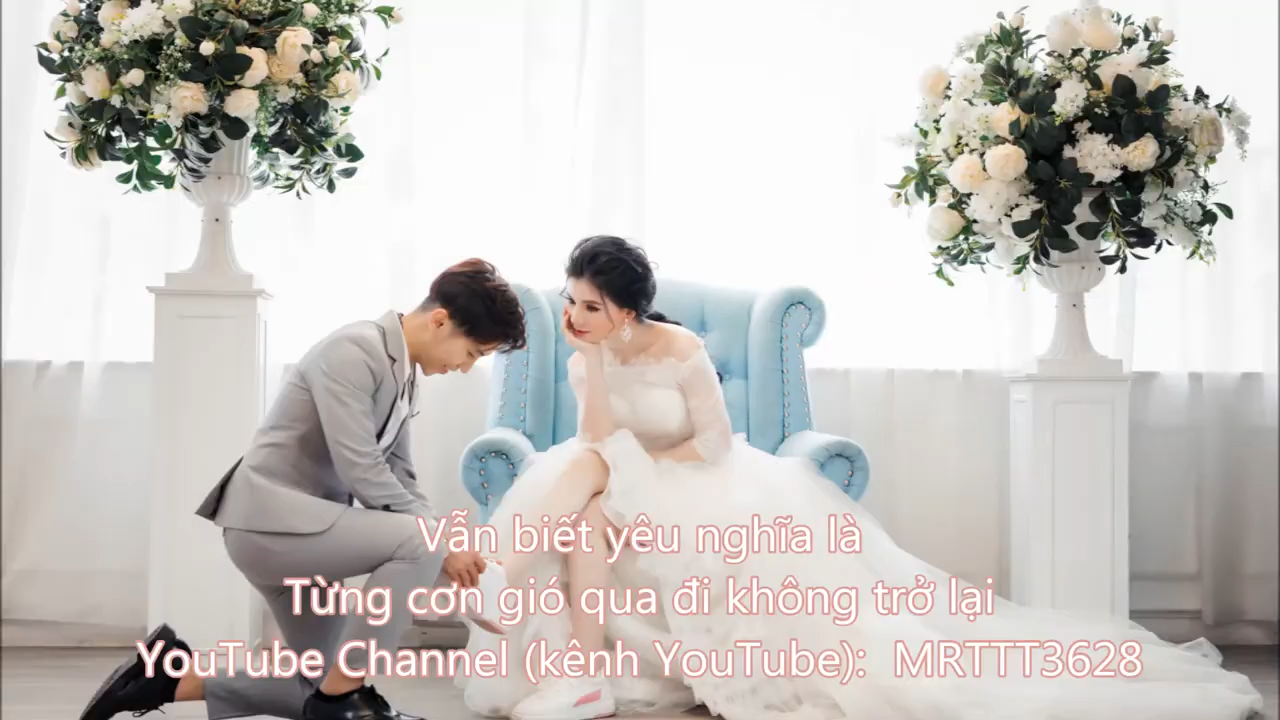 Vẫn biết yêu nghĩa là
Từng cơn gió qua đi không trở lại
YouTube Channel (kênh YouTube): MRTTT3628